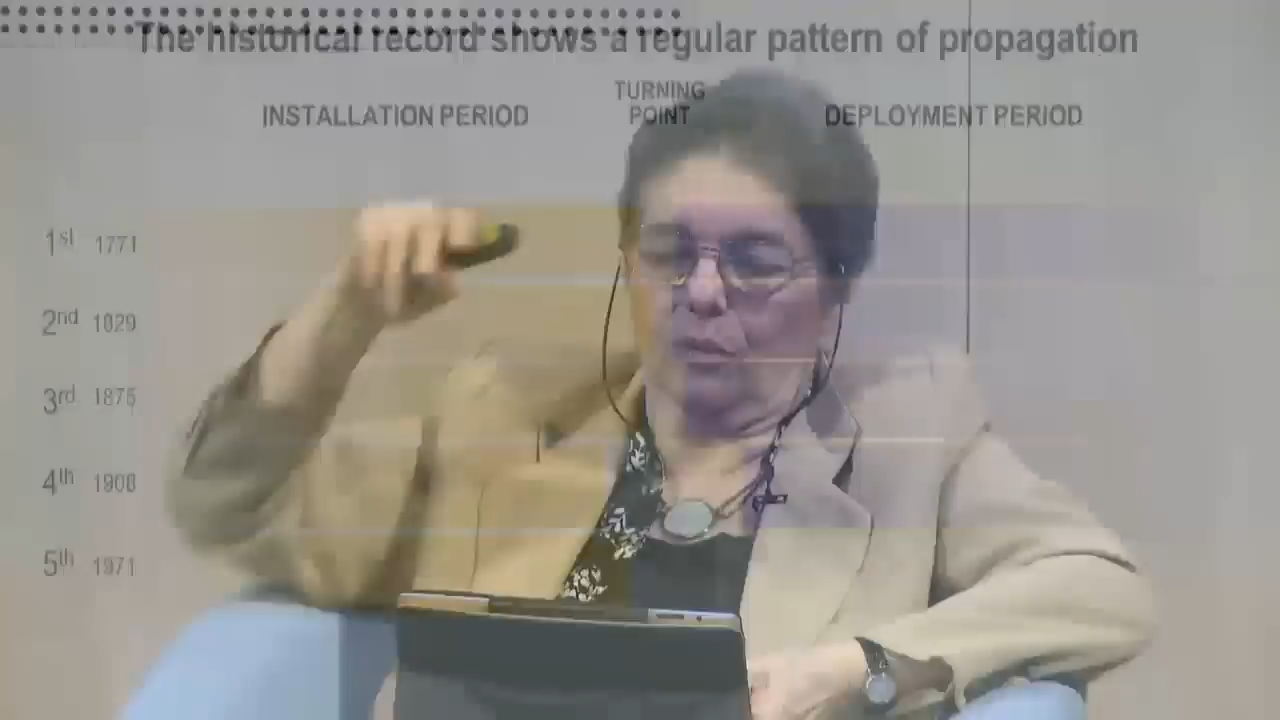 The historical record shows a regular pattern of propagation
TURNING
INSTALLATION PERIOD POINT DEPLOYMENT PERIOD
1st 1771
2nd 1829
3rd 1875
4th 1908
5th 1971